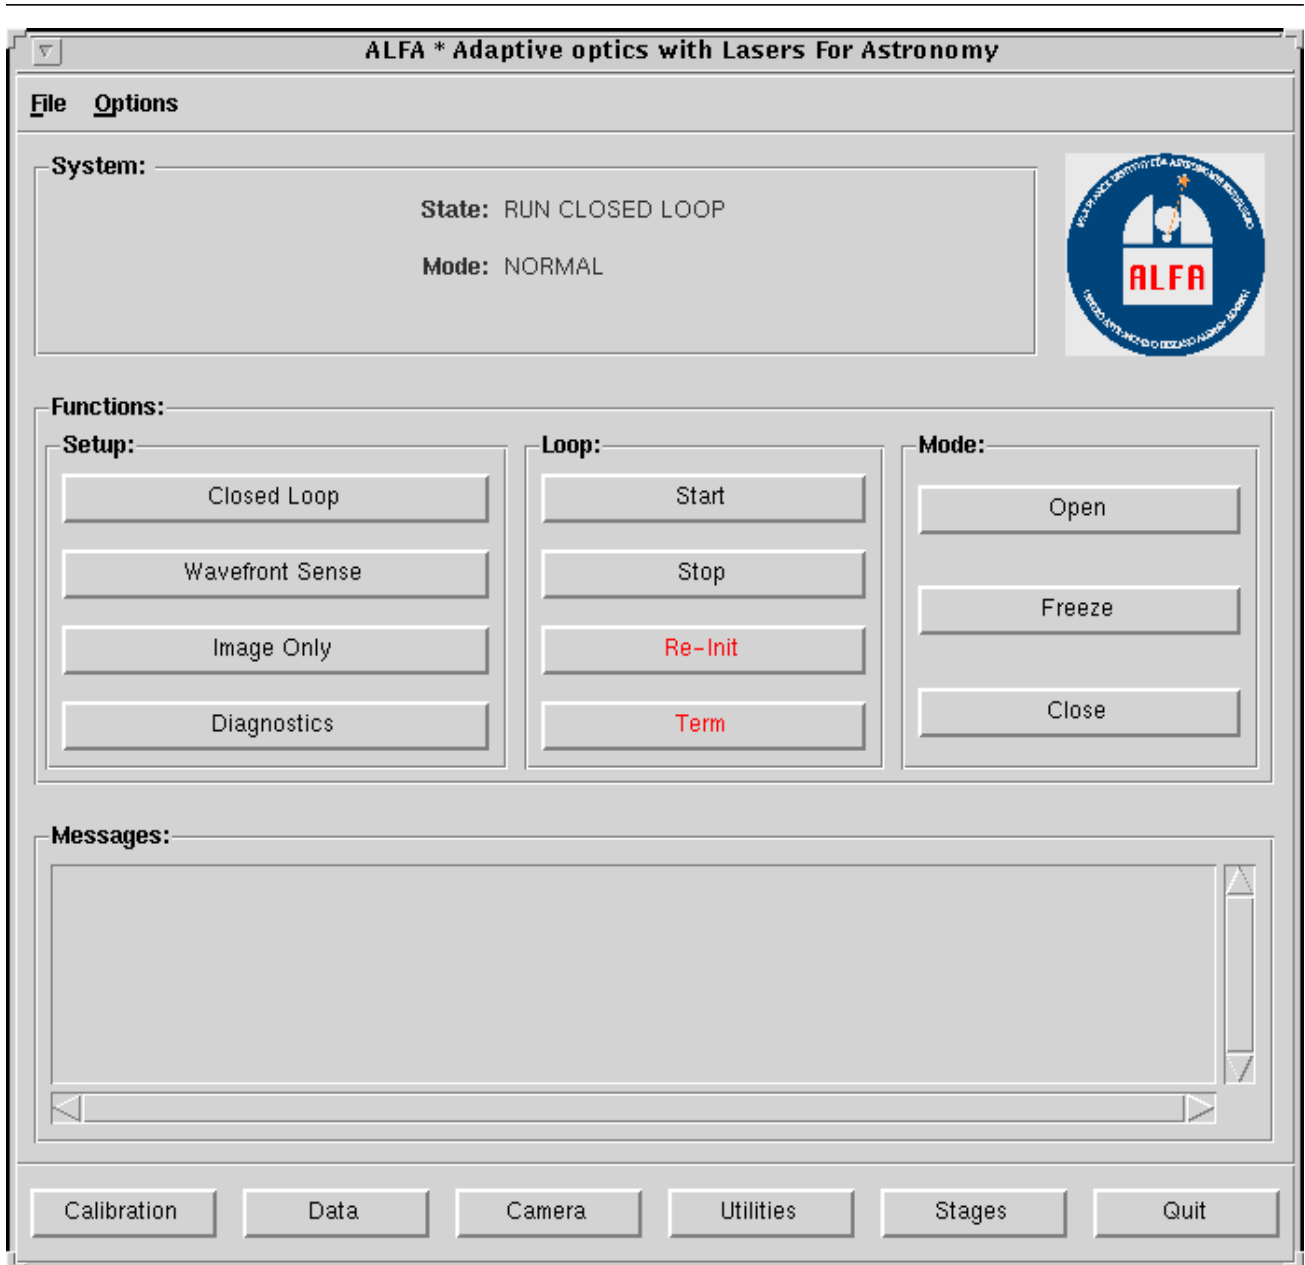 ALFA * Adaptive optics with Lasers For Astronomy
File Options
System:
State: RUN CLOSED LOOP
Mode: NORMAL
ALFA
Functions:
Setup:
Closed Loop
Wavefront Sense
Image Only
Diagnostics
Loop:
Start
Stop
Re-Init
Term
Mode:
Open
Freeze
Close
Messages:
Calibration Data Camera Utilities Stages Quit